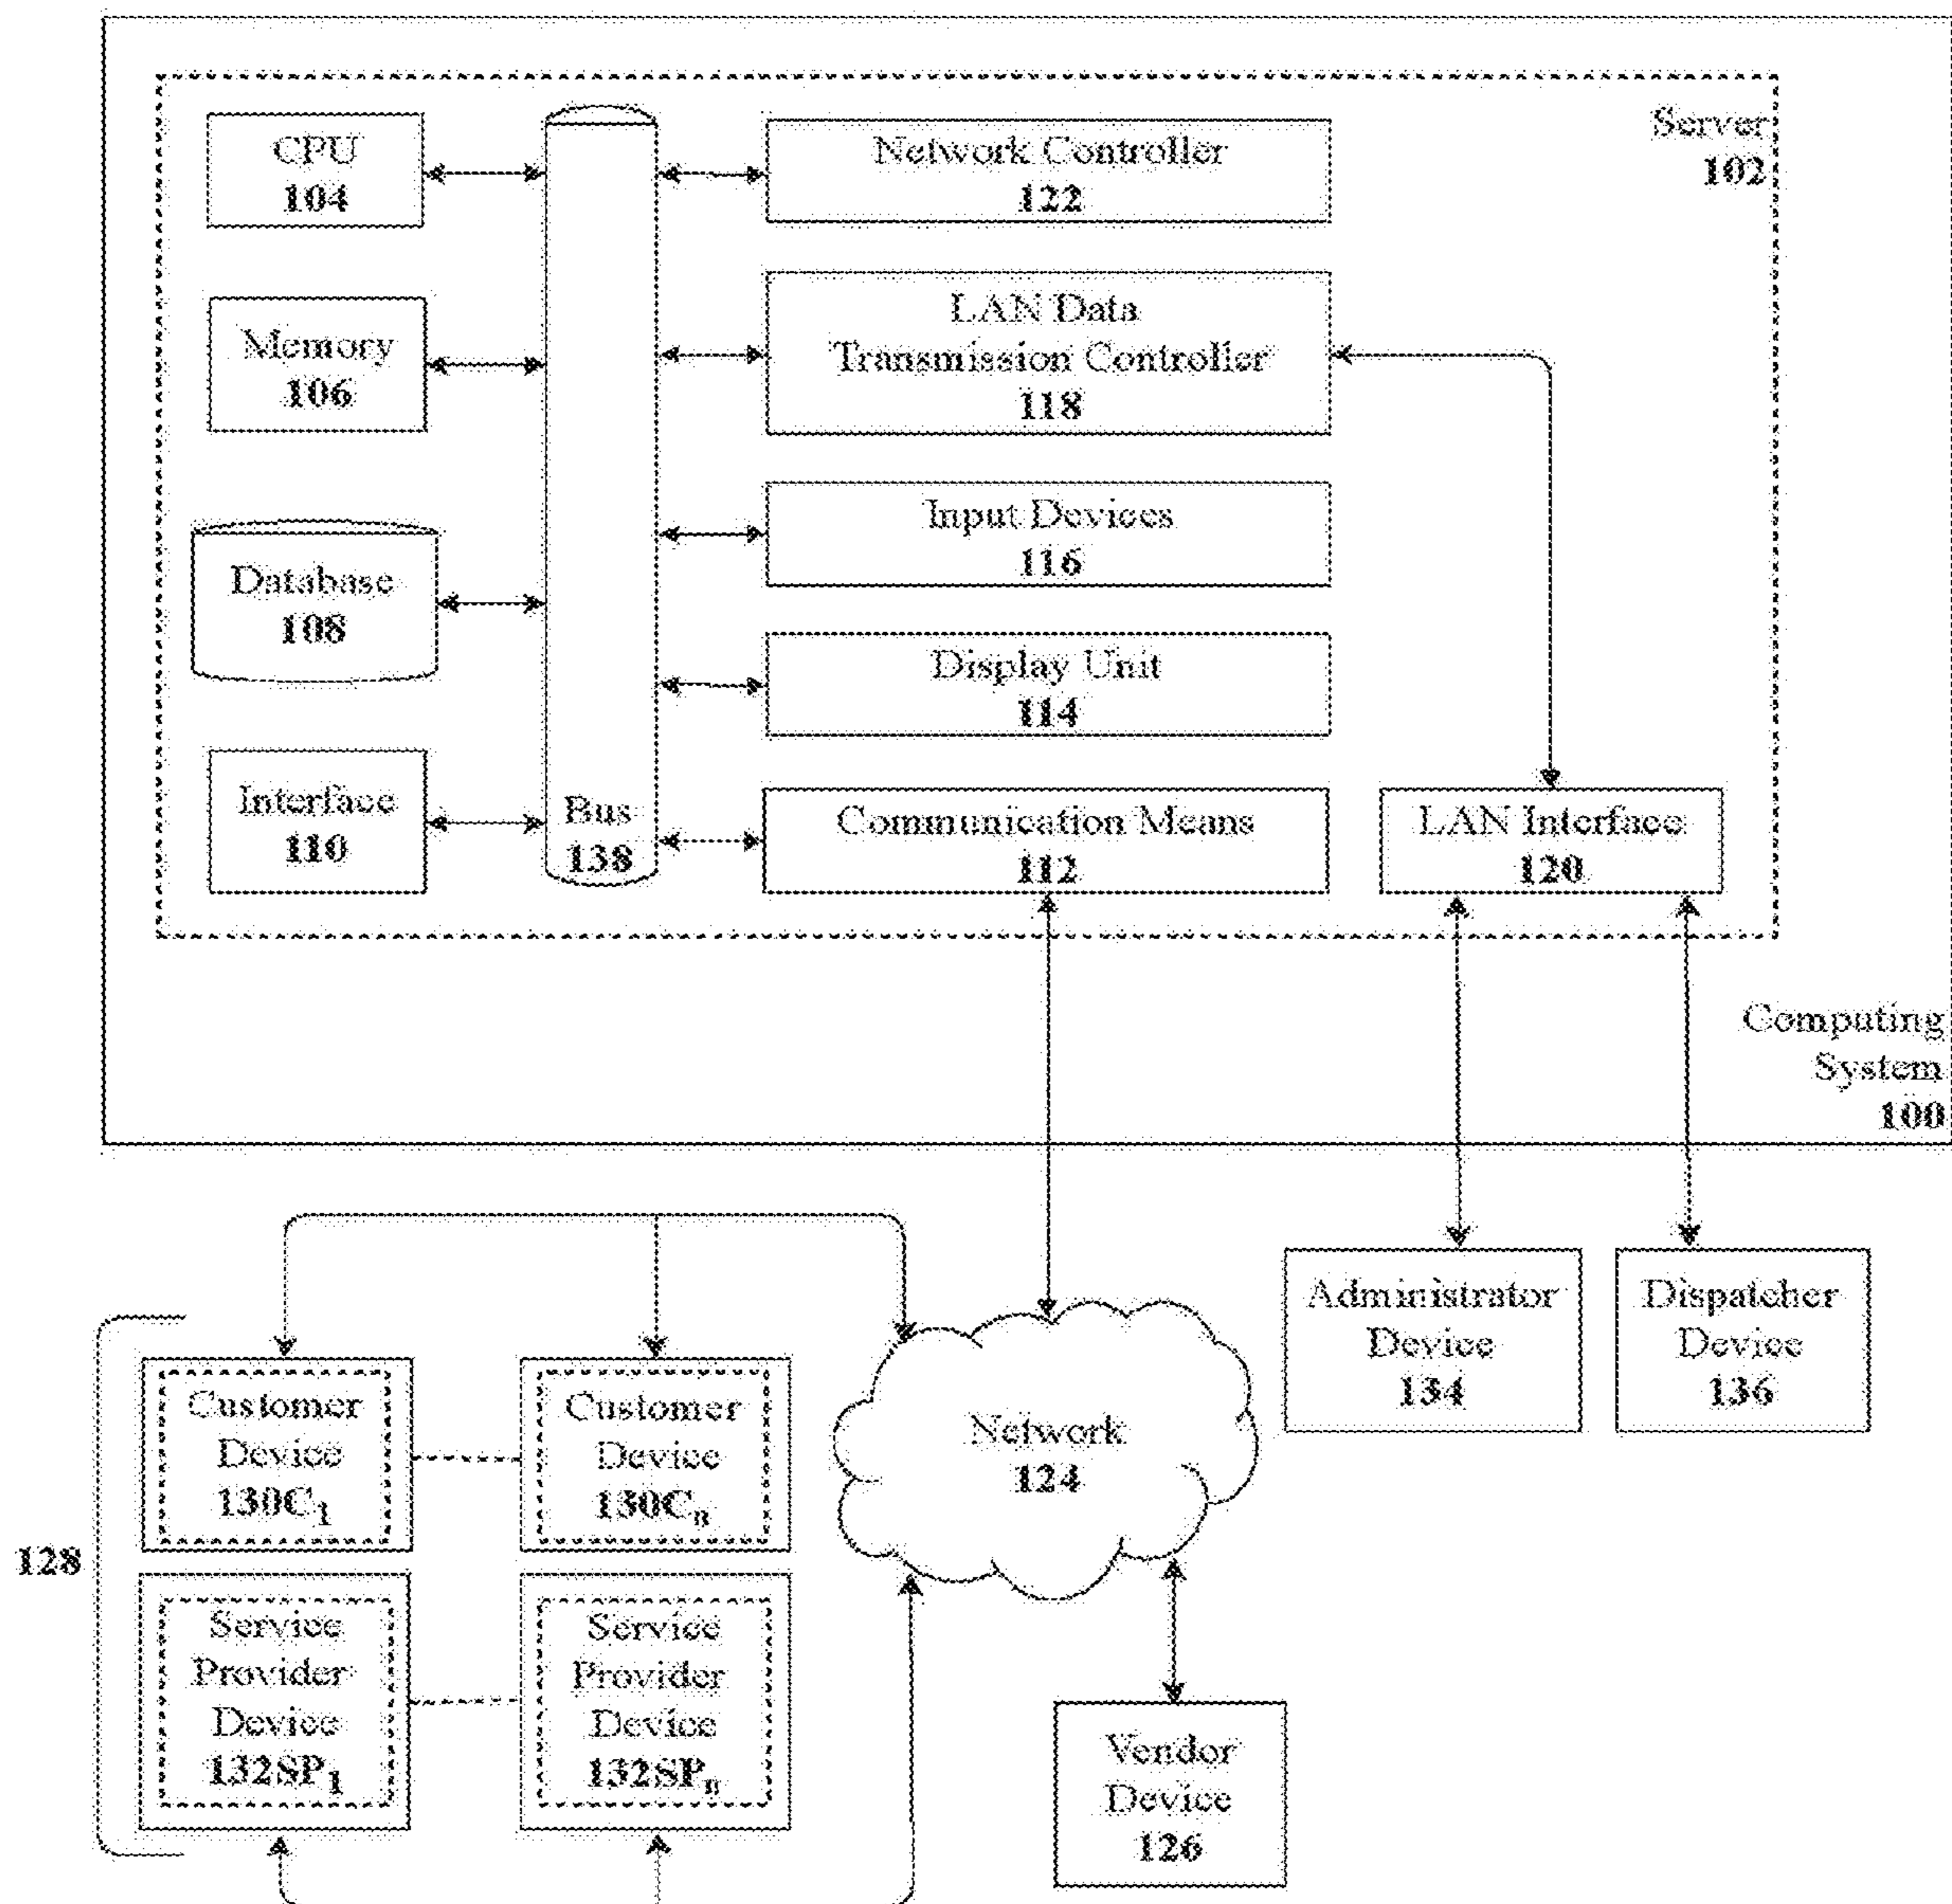 Server
102
CPU
104
Network Controller
122
LAN Data
Transmission Controller
118
Memory
106
Input Devices
116
Database
108
Display Unit
114
Interface
110
Bus
138
Communication Means
112
LAN Interface
120
Computing
System
100
Administrator
Device
134
Dispatcher
Device
136
Customer
Device
130C1
Customer
Device
130Cn
Network
124
128
Service
Provider
Device
132SP1
Service
Provider
Device
132SPn
Vendor
Device
126